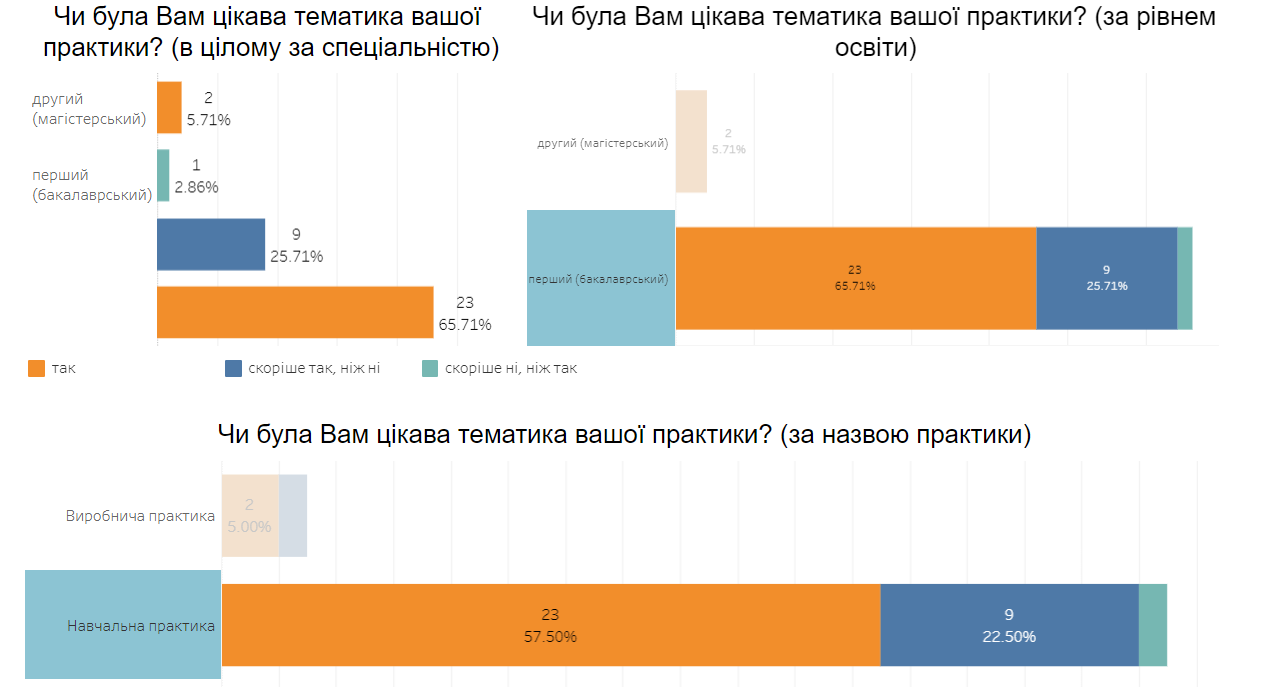 Чи була Вам цікава тематика вашої
практики? (в цілому за спеціальністю)
другий
(магістерський)
2
5.71%
перший
(бакалаврський)
1
2.86%
9
25.71%
23
65.71%
Чи була Вам цікава тематика вашої практики? (за рівнем
освіти)
другий (магістерський)
2
5.71%
перший (бакалаврський)
23
65.71%
9
25.71%
так
скоріше так, ніж ні
скоріше ні, ніж так
Чи була Вам цікава тематика вашої практики? (за назвою практики)
Виробнича практика
2
5.00%
Навчальна практика
23
57.50%
9
22.50%